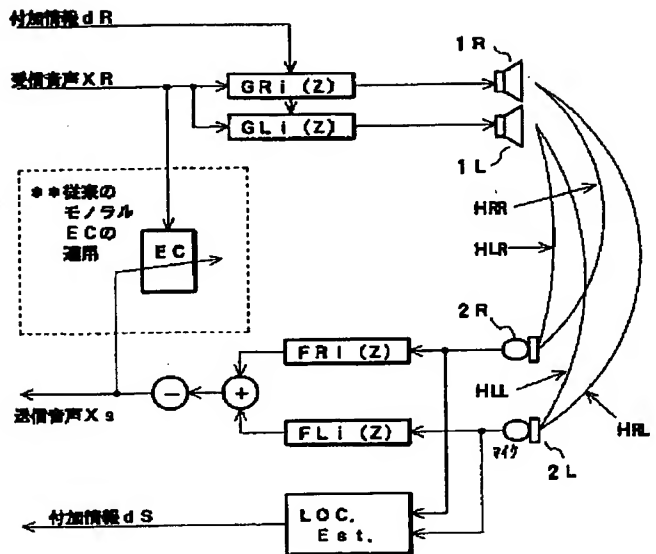 付加情報dR
受信音声XR
GRi(Z)
GLi(Z)
1R
1L
**従来の
モノラル
ECの
適用
EC
HRR
HLR
2R
FRi(Z)
+
−
送信音声Xs
FLi(Z)
HLL
HRL
マイク
2L
付加情報dS
LOC.
Est.